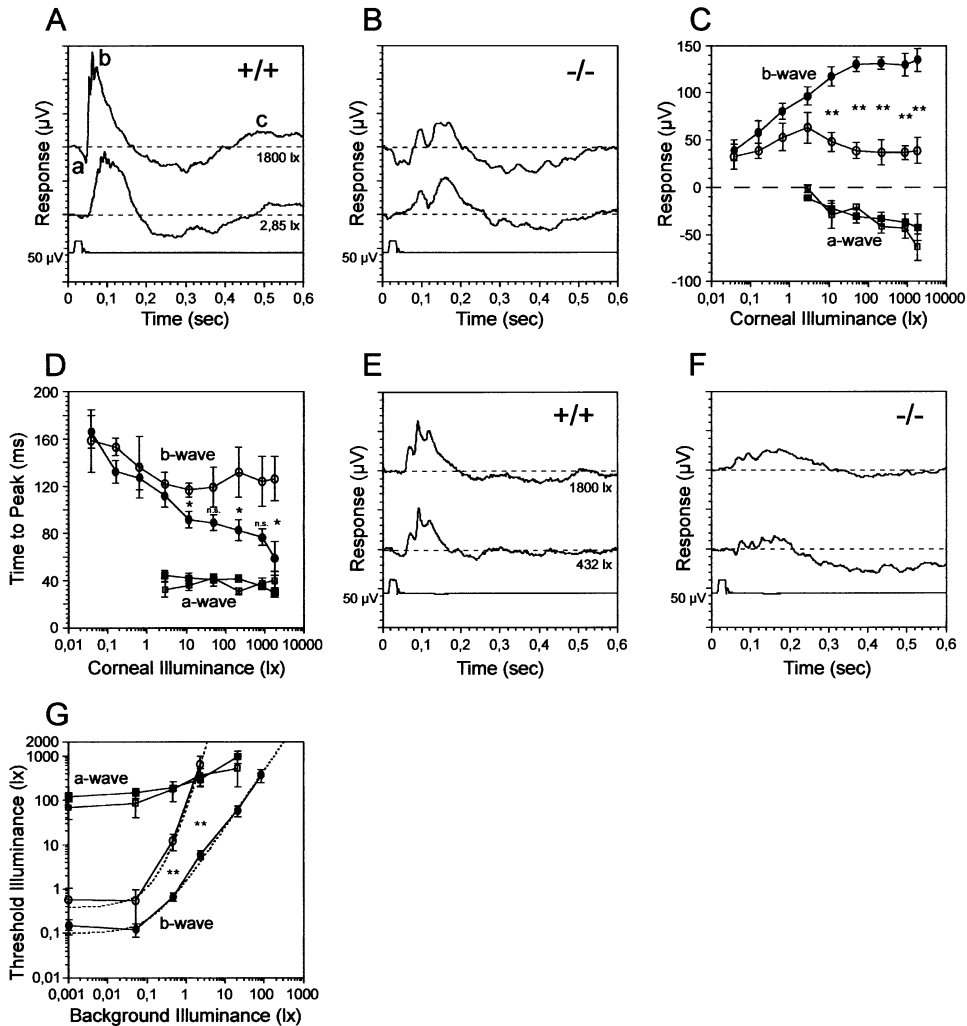 A
+/+
a
b
c
1800 lx
2,85 lx
Response (µV)
50 µV
0 0,1 0,2 0,3 0,4 0,5 0,6
Time (sec)
B
-/-
Response (µV)
50 µV
0 0,1 0,2 0,3 0,4 0,5 0,6
Time (sec)
C
150
100
50
0
-50
-100
Response (µV)
b-wave
** ** ** ** **
a-wave
0,01 0,1 1 10 100 1000 10000
Corneal Illuminance (lx)
D
200
160
120
80
40
0
Time to Peak (ms)
b-wave
* n.s. * n.s. *
a-wave
0,01 0,1 1 10 100 1000 10000
Corneal Illuminance (lx)
E
+/+
1800 lx
432 lx
Response (µV)
50 µV
0 0,1 0,2 0,3 0,4 0,5 0,6
Time (sec)
F
-/-
Response (µV)
50 µV
0 0,1 0,2 0,3 0,4 0,5 0,6
Time (sec)
G
2000
1000
100
10
1
0,1
0,01
Threshold Illuminance (lx)
a-wave
**
**
b-wave
0,001 0,01 0,1 1 10 100 1000
Background Illuminance (lx)